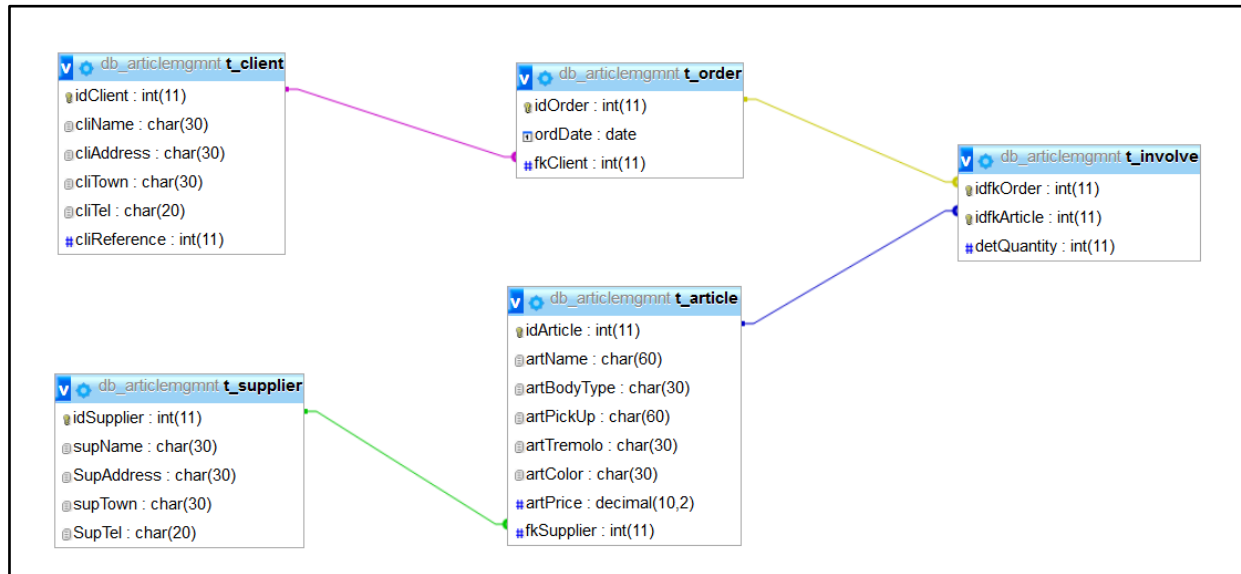 db_articlemgmnt t_client
idClient : int(11)
cliName : char(30)
cliAddress : char(30)
cliTown : char(30)
cliTel : char(20)
#cliReference : int(11)
db_articlemgmnt t_order
idOrder : int(11)
ordDate : date
#fkClient : int(11)
db_articlemgmnt t_involve
idfkOrder : int(11)
idfkArticle : int(11)
#detQuantity : int(11)
db_articlemgmnt t_article
idArticle : int(11)
artName : char(60)
artBodyType : char(30)
artPickUp : char(60)
artTremolo : char(30)
artColor : char(30)
#artPrice : decimal(10,2)
#fkSupplier : int(11)
db_articlemgmnt t_supplier
idSupplier : int(11)
supName : char(30)
SupAddress : char(30)
supTown : char(30)
SupTel : char(20)